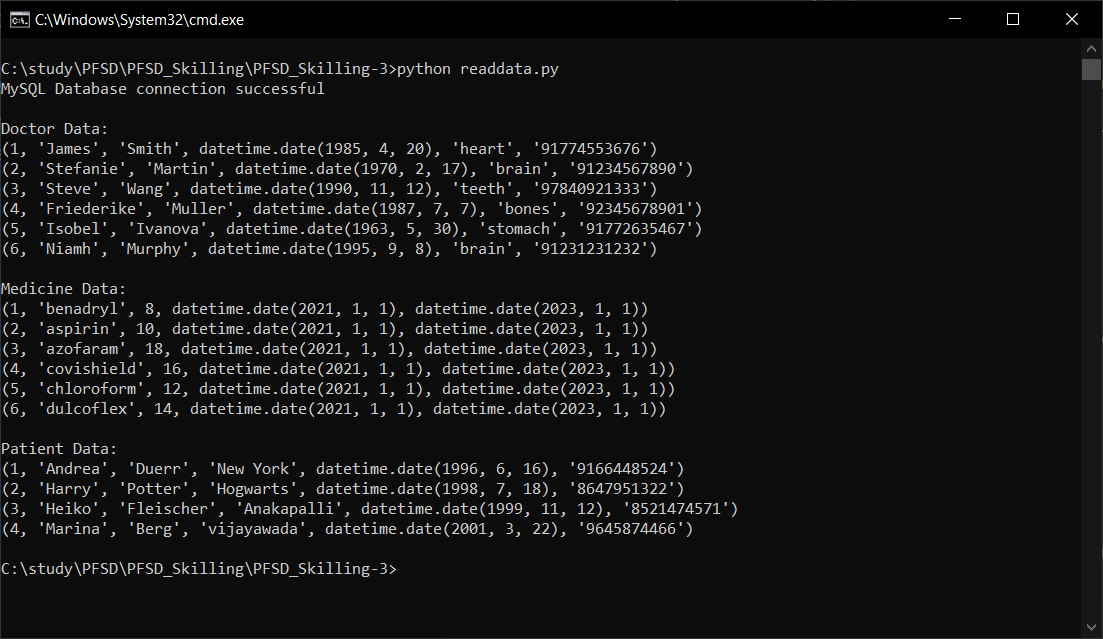 C:\Windows\System32\cmd.exe
C:\study\PFSD\PFSD_Skilling\PFSD_Skilling-3>python readdata.py
MySQL Database connection successful
Doctor Data:
(1, 'James', 'Smith', datetime.date(1985, 4, 20), 'heart', '91774553676')
(2, 'Stefanie', 'Martin', datetime.date(1970, 2, 17), 'brain', '91234567890')
(3, 'Steve', 'Wang', datetime.date(1990, 11, 12), 'teeth', '97840921333')
(4, 'Friederike', 'Muller', datetime.date(1987, 7, 7), 'bones', '92345678901')
(5, 'Isobel', 'Ivanova', datetime.date(1963, 5, 30), 'stomach', '91772635467')
(6, 'Niamh', 'Murphy', datetime.date(1995, 9, 8), 'brain', '91231231232')
Medicine Data:
(1, 'benadryl', 8, datetime.date(2021, 1, 1), datetime.date(2023, 1, 1))
(2, 'aspirin', 10, datetime.date(2021, 1, 1), datetime.date(2023, 1, 1))
(3, 'azofaram', 18, datetime.date(2021, 1, 1), datetime.date(2023, 1, 1))
(4, 'covishield', 16, datetime.date(2021, 1, 1), datetime.date(2023, 1, 1))
(5, 'chloroform', 12, datetime.date(2021, 1, 1), datetime.date(2023, 1, 1))
(6, 'dulcoflex', 14, datetime.date(2021, 1, 1), datetime.date(2023, 1, 1))
Patient Data:
(1, 'Andrea', 'Duerr', 'New York', datetime.date(1996, 6, 16), '9166448524')
(2, 'Harry', 'Potter', 'Hogwarts', datetime.date(1998, 7, 18), '8647951322')
(3, 'Heiko', 'Fleischer', 'Anakapalli', datetime.date(1999, 11, 12), '8521474571')
(4, 'Marina', 'Berg', 'vijayawada', datetime.date(2001, 3, 22), '9645874466')
C:\study\PFSD\PFSD_Skilling\PFSD_Skilling-3>